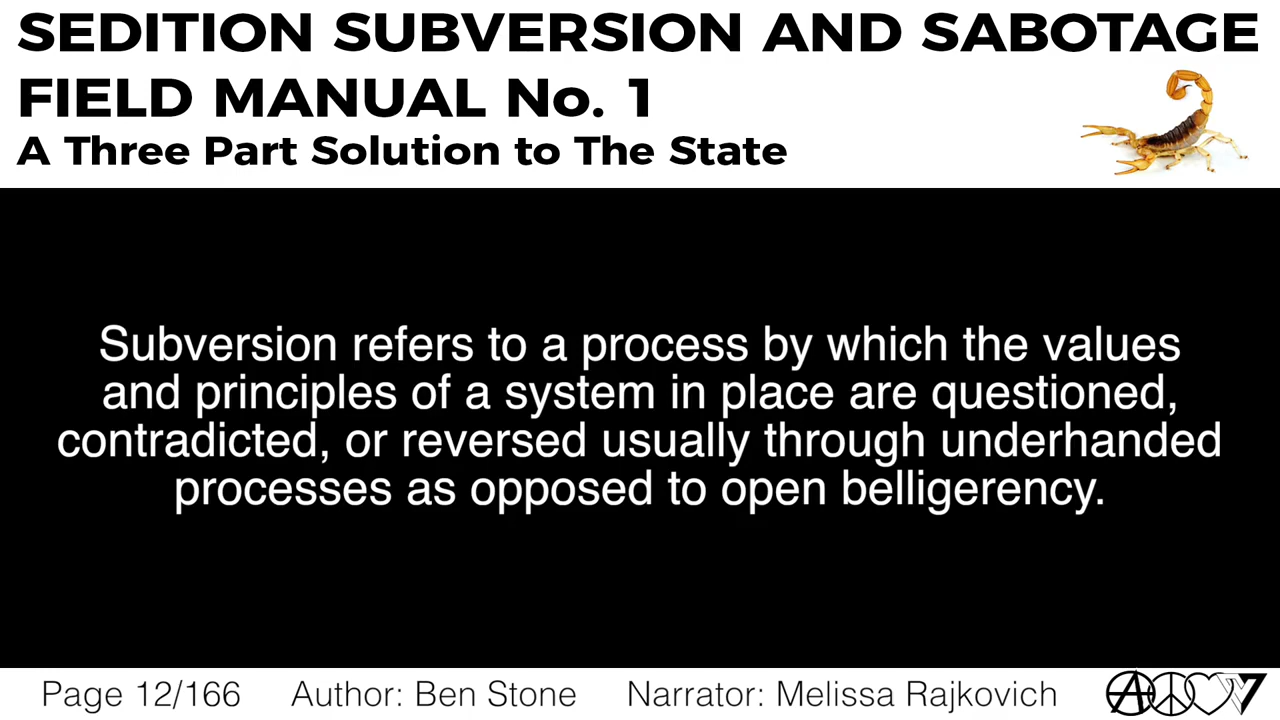 SEDITION SUBVERSION AND SABOTAGE
FIELD MANUAL No. 1
A Three Part Solution to The State
Subversion refers to a process by which the values
and principles of a system in place are questioned,
contradicted, or reversed usually through underhanded
processes as opposed to open belligerency.
Page 12/166 Author: Ben Stone Narrator: Melissa Rajkovich